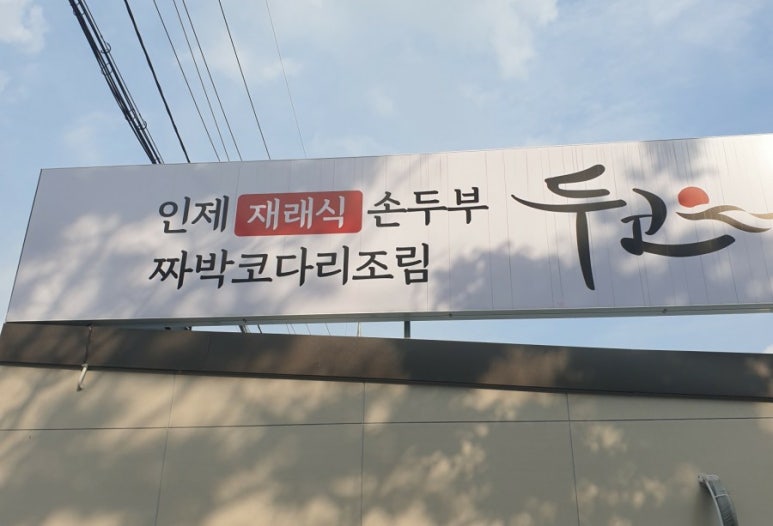 인제 재래식 손두부
짜박코다리조림
두고